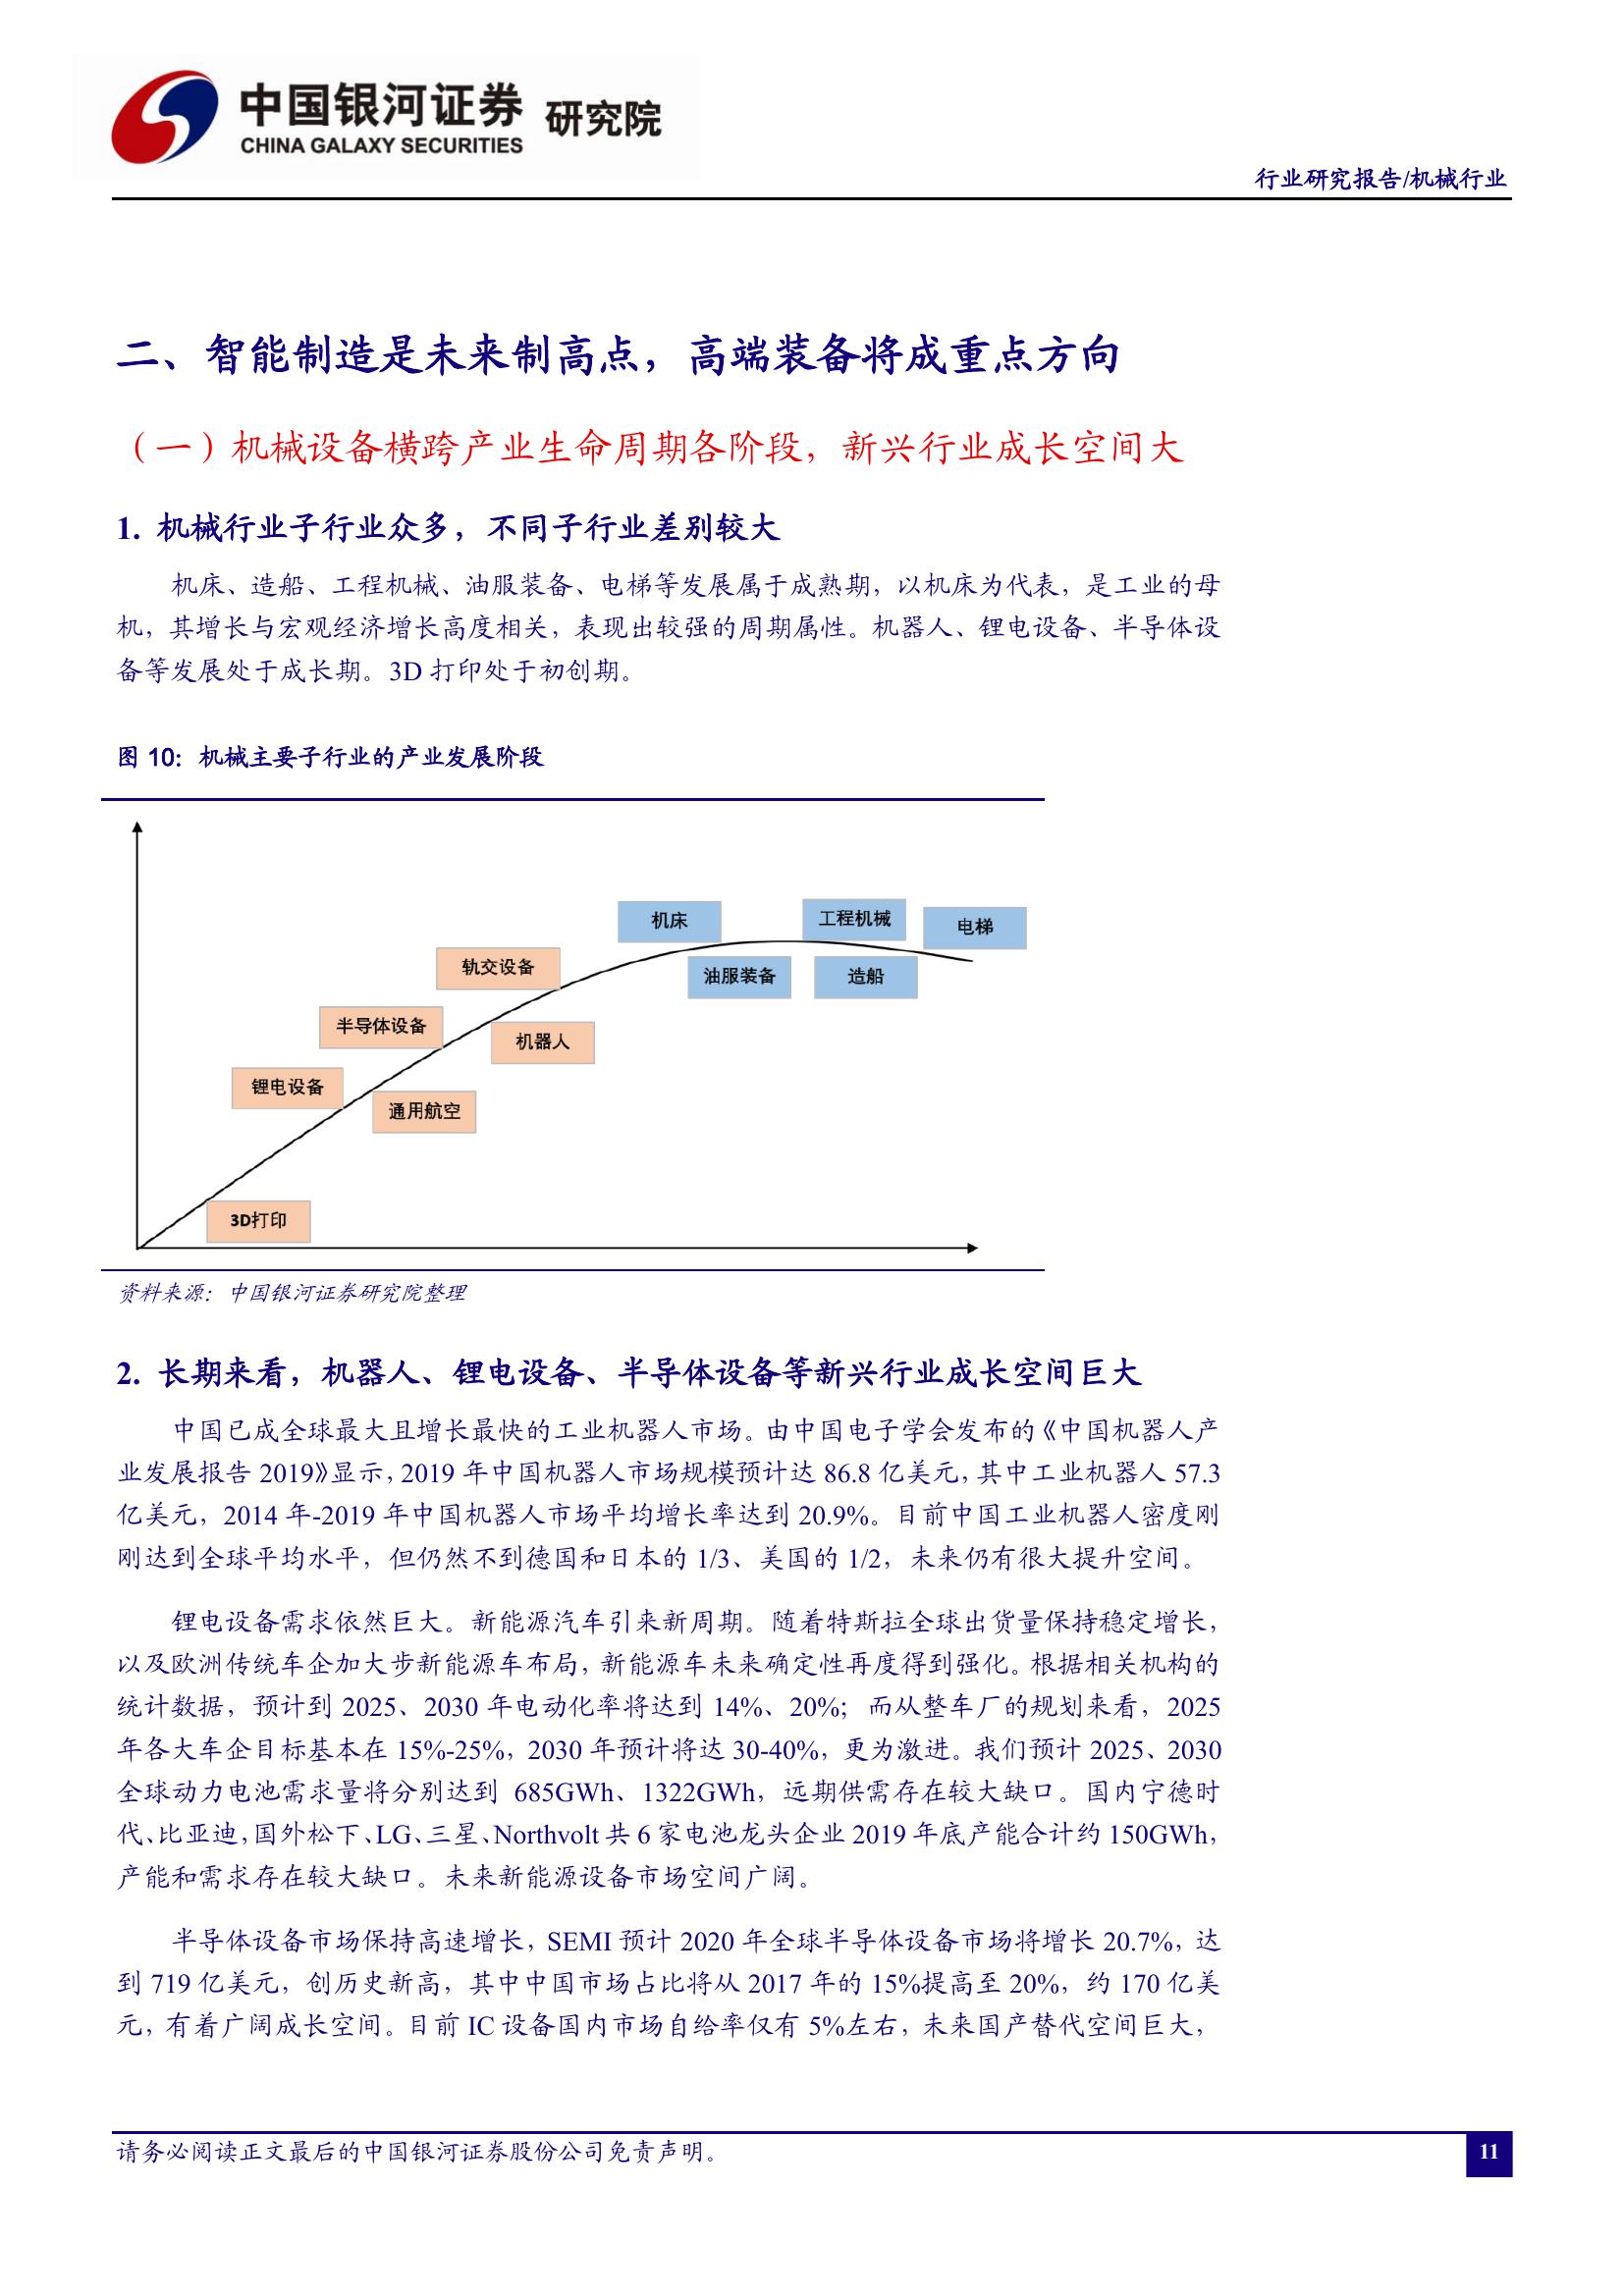 中国银河证券 研究院
CHINA GALAXY SECURITIES
行业研究报告/机械行业
二、智能制造是未来制高点，高端装备将成重点方向
（一）机械设备横跨产业生命周期各阶段，新兴行业成长空间大
1. 机械行业子行业众多，不同子行业差别较大
机床、造船、工程机械、油服装备、电梯等发展属于成熟期，以机床为代表，是工业的母
机，其增长与宏观经济增长高度相关，表现出较强的周期属性。机器人、锂电设备、半导体设
备等发展处于成长期。3D 打印处于初创期。
图 10：机械主要子行业的产业发展阶段
机床
工程机械
电梯
轨交设备
油服装备
造船
半导体设备
机器人
锂电设备
通用航空
3D打印
资料来源：中国银河证券研究院整理
2. 长期来看，机器人、锂电设备、半导体设备等新兴行业成长空间巨大
中国已成全球最大且增长最快的工业机器人市场。由中国电子学会发布的《中国机器人产
业发展报告 2019》显示，2019 年中国机器人市场规模预计达 86.8 亿美元，其中工业机器人 57.3
亿美元，2014 年-2019 年中国机器人市场平均增长率达到 20.9%。目前中国工业机器人密度刚
刚达到全球平均水平，但仍然不到德国和日本的 1/3、美国的 1/2，未来仍有很大提升空间。
锂电设备需求依然巨大。新能源汽车引来新周期。随着特斯拉全球出货量保持稳定增长，
以及欧洲传统车企加大步新能源车布局，新能源车未来确定性再度得到强化。根据相关机构的
统计数据，预计到 2025、2030 年电动化率将达到 14%、20%；而从整车厂的规划来看，2025
年各大车企目标基本在 15%-25%，2030 年预计将达 30-40%，更为激进。我们预计 2025、2030
全球动力电池需求量将分别达到 685GWh、1322GWh，远期供需存在较大缺口。国内宁德时
代、比亚迪，国外松下、LG、三星、Northvolt 共 6 家电池龙头企业 2019 年底产能合计约 150GWh，
产能和需求存在较大缺口。未来新能源设备市场空间广阔。
半导体设备市场保持高速增长，SEMI 预计 2020 年全球半导体设备市场将增长 20.7%，达
到 719 亿美元，创历史新高，其中中国市场占比将从 2017 年的 15%提高至 20%，约 170 亿美
元，有着广阔成长空间。目前 IC 设备国内市场自给率仅有 5%左右，未来国产替代空间巨大，
请务必阅读正文最后的中国银河证券股份公司免责声明。
11